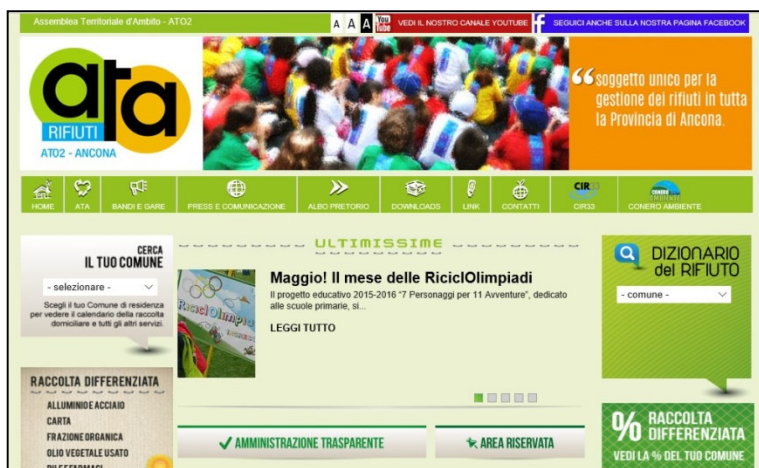 Assemblea Territoriale d'Ambito - ATO2
A A A
You Tube
VEDI IL NOSTRO CANALE YOUTUBE
f
SEGUICI ANCHE SULLA NOSTRA PAGINA FACEBOOK
ata
RIFIUTI
ATO2 - ANCONA
“soggetto unico per la
gestione dei rifiuti in tutta
la Provincia di Ancona.
HOME ATA BANDI E GARE PRESS E COMUNICAZIONE ALBO PRETORIO DOWNLOADS LINK CONTATTI CIR33 CONERO AMBIENTE
CERCA
IL TUO COMUNE
- selezionare -
Scegli il tuo Comune di residenza
per vedere il calendario della raccolta
domiciliare e tutti gli altri servizi.
RACCOLTA DIFFERENZIATA
ALLUMINIO E ACCIAIO
CARTA
FRAZIONE ORGANICA
OLIO VEGETALE USATO
PILE E FARMACI
ULTIMISSIME
RiciclOlimpia
Maggio! Il mese delle RiciclOlimpiadi
Il progetto educativo 2015-2016 “7 Personaggi per 11 Avventure”, dedicato
alle scuole primarie, si...
LEGGI TUTTO
AMMINISTRAZIONE TRASPARENTE
AREA RISERVATA
DIZIONARIO
del RIFIUTO
- comune -
% RACCOLTA
DIFFERENZIATA
VEDI LA % DEL TUO COMUNE